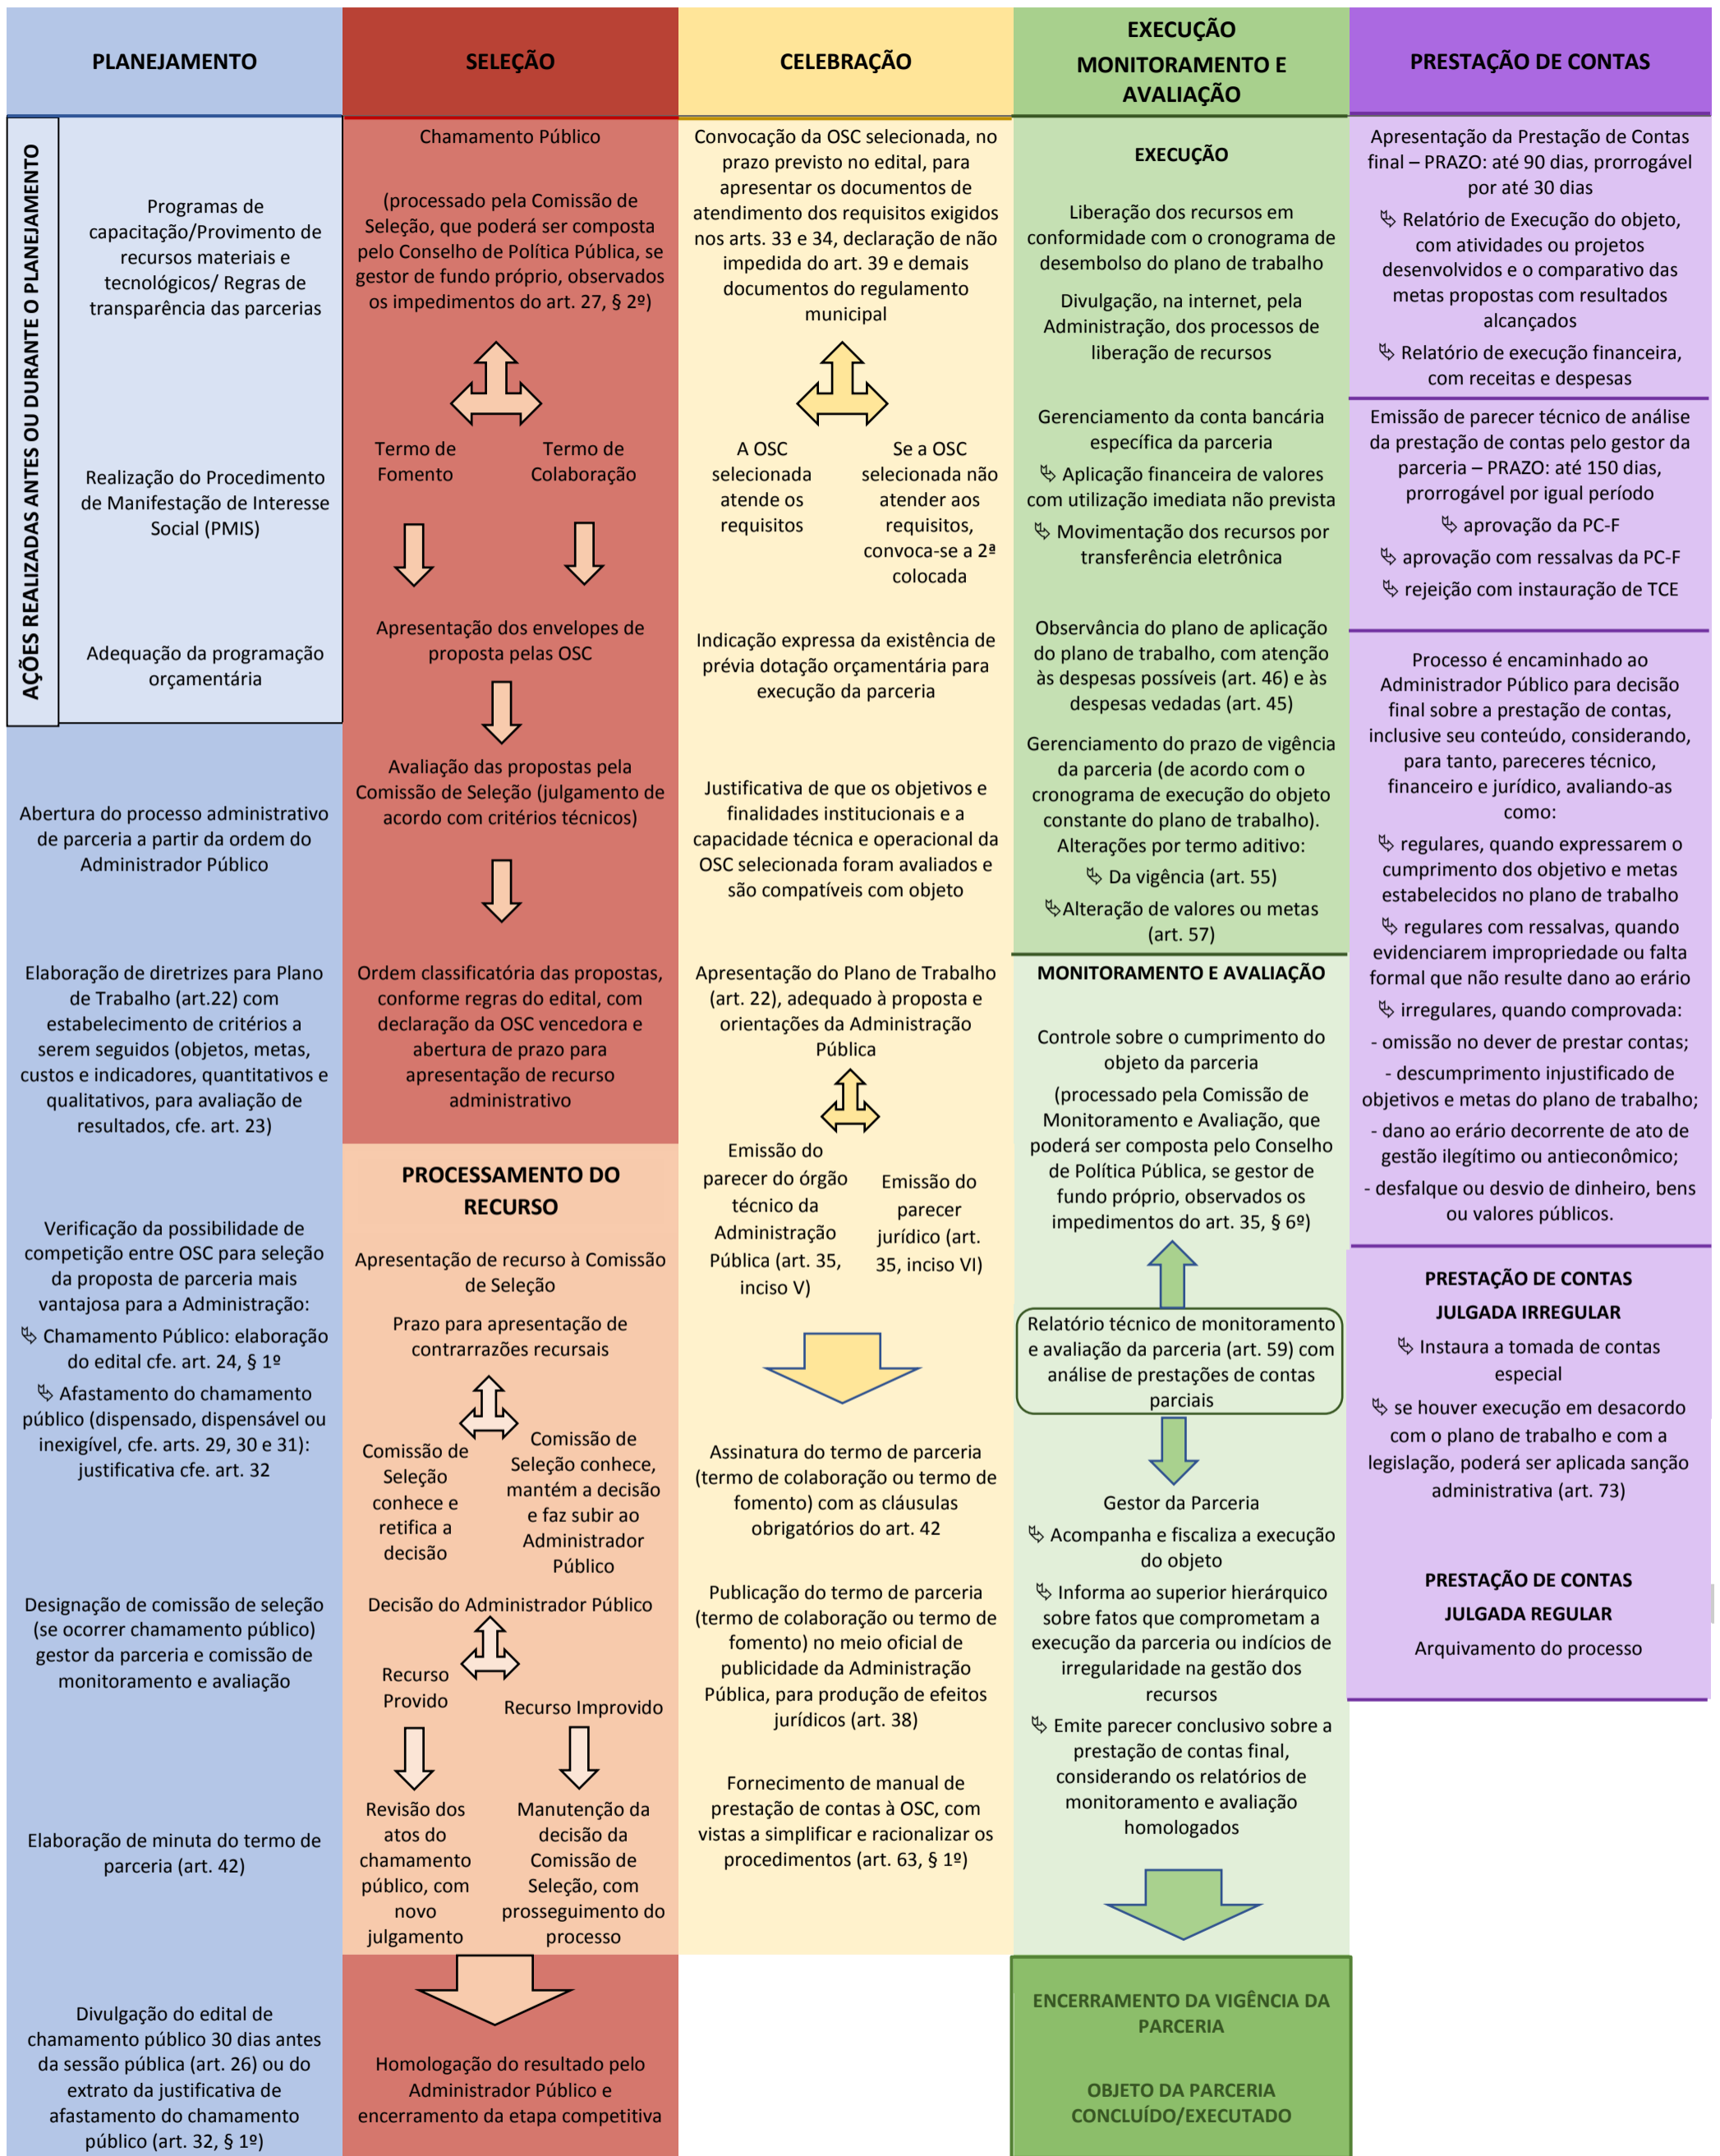 PLANEJAMENTO
AÇÕES REALIZADAS ANTES OU DURANTE O PLANEJAMENTO
Programas de
capacitação/Provimento de
recursos materiais e
tecnológicos/ Regras de
transparência das parcerias
Realização do Procedimento
de Manifestação de Interesse
Social (PMIS)
Adequação da programação
orçamentária
Abertura do processo administrativo
de parceria a partir da ordem do
Administrador Público
Elaboração de diretrizes para Plano
de Trabalho (art.22) com
estabelecimento de critérios a
serem seguidos (objetos, metas,
custos e indicadores, quantitativos e
qualitativos, para avaliação de
resultados, cfe. art. 23)
Verificação da possibilidade de
competição entre OSC para seleção
da proposta de parceria mais
vantajosa para a Administração:
↳ Chamamento Público: elaboração
do edital cfe. art. 24, § 1º
↳ Afastamento do chamamento
público (dispensado, dispensável ou
inexigível, cfe. arts. 29, 30 e 31):
justificativa cfe. art. 32
Designação de comissão de seleção
(se ocorrer chamamento público)
gestor da parceria e comissão de
monitoramento e avaliação
Elaboração de minuta do termo de
parceria (art. 42)
Divulgação do edital de
chamamento público 30 dias antes
da sessão pública (art. 26) ou do
extrato da justificativa de
afastamento do chamamento
público (art. 32, § 1º)
SELEÇÃO
Chamamento Público
(processado pela Comissão de
Seleção, que poderá ser composta
pelo Conselho de Política Pública, se
gestor de fundo próprio, observados
os impedimentos do art. 27, § 2º)
Termo de
Fomento
Termo de
Colaboração
Apresentação dos envelopes de
proposta pelas OSC
Avaliação das propostas pela
Comissão de Seleção (julgamento de
acordo com critérios técnicos)
Ordem classificatória das propostas,
conforme regras do edital, com
declaração da OSC vencedora e
abertura de prazo para
apresentação de recurso
administrativo
PROCESSAMENTO DO
RECURSO
Apresentação de recurso à Comissão
de Seleção
Prazo para apresentação de
contrarrazões recursais
Comissão de
Seleção
conhece e
retifica a
decisão
Comissão de
Seleção conhece,
mantém a decisão
e faz subir ao
Administrador
Público
Decisão do Administrador Público
Recurso
Provido
Recurso Improvido
Revisão dos
atos do
chamamento
público, com
novo
julgamento
Manutenção da
decisão da
Comissão de
Seleção, com
prosseguimento do
processo
Homologação do resultado pelo
Administrador Público e
encerramento da etapa competitiva
CELEBRAÇÃO
Convocação da OSC selecionada, no
prazo previsto no edital, para
apresentar os documentos de
atendimento dos requisitos exigidos
nos arts. 33 e 34, declaração de não
impedida do art. 39 e demais
documentos do regulamento
municipal
A OSC
selecionada
atende os
requisitos
Se a OSC
selecionada não
atender aos
requisitos,
convoca-se a 2ª
colocada
Indicação expressa da existência de
prévia dotação orçamentária para
execução da parceria
Justificativa de que os objetivos e
finalidades institucionais e a
capacidade técnica e operacional da
OSC selecionada foram avaliados e
são compatíveis com objeto
Apresentação do Plano de Trabalho
(art. 22), adequado à proposta e
orientações da Administração
Pública
Emissão do
parecer do órgão
técnico da
Administração
Pública (art. 35,
inciso V)
Emissão do
parecer
jurídico (art.
35, inciso VI)
Assinatura do termo de parceria
(termo de colaboração ou termo de
fomento) com as cláusulas
obrigatórios do art. 42
Publicação do termo de parceria
(termo de colaboração ou termo de
fomento) no meio oficial de
publicidade da Administração
Pública, para produção de efeitos
jurídicos (art. 38)
Fornecimento de manual de
prestação de contas à OSC, com
vistas a simplificar e racionalizar os
procedimentos (art. 63, § 1º)
EXECUÇÃO
MONITORAMENTO E
AVALIAÇÃO
EXECUÇÃO
Liberação dos recursos em
conformidade com o cronograma de
desembolso do plano de trabalho
Divulgação, na internet, pela
Administração, dos processos de
liberação de recursos
Gerenciamento da conta bancária
específica da parceria
↳ Aplicação financeira de valores
com utilização imediata não prevista
↳ Movimentação dos recursos por
transferência eletrônica
Observância do plano de aplicação
do plano de trabalho, com atenção
às despesas possíveis (art. 46) e às
despesas vedadas (art. 45)
Gerenciamento do prazo de vigência
da parceria (de acordo com o
cronograma de execução do objeto
constante do plano de trabalho).
Alterações por termo aditivo:
↳ Da vigência (art. 55)
↳Alteração de valores ou metas
(art. 57)
MONITORAMENTO E AVALIAÇÃO
Controle sobre o cumprimento do
objeto da parceria
(processado pela Comissão de
Monitoramento e Avaliação, que
poderá ser composta pelo Conselho
de Política Pública, se gestor de
fundo próprio, observados os
impedimentos do art. 35, § 6º)
Relatório técnico de monitoramento
e avaliação da parceria (art. 59) com
análise de prestações de contas
parciais
Gestor da Parceria
↳ Acompanha e fiscaliza a execução
do objeto
↳ Informa ao superior hierárquico
sobre fatos que comprometam a
execução da parceria ou indícios de
irregularidade na gestão dos
recursos
↳ Emite parecer conclusivo sobre a
prestação de contas final,
considerando os relatórios de
monitoramento e avaliação
homologados
ENCERRAMENTO DA VIGÊNCIA DA
PARCERIA
OBJETO DA PARCERIA
CONCLUÍDO/EXECUTADO
PRESTAÇÃO DE CONTAS
Apresentação da Prestação de Contas
final – PRAZO: até 90 dias, prorrogável
por até 30 dias
↳ Relatório de Execução do objeto,
com atividades ou projetos
desenvolvidos e o comparativo das
metas propostas com resultados
alcançados
↳ Relatório de execução financeira,
com receitas e despesas
Emissão de parecer técnico de análise
da prestação de contas pelo gestor da
parceria – PRAZO: até 150 dias,
prorrogável por igual período
↳ aprovação da PC-F
↳ aprovação com ressalvas da PC-F
↳ rejeição com instauração de TCE
Processo é encaminhado ao
Administrador Público para decisão
final sobre a prestação de contas,
inclusive seu conteúdo, considerando,
para tanto, pareceres técnico,
financeiro e jurídico, avaliando-as
como:
↳ regulares, quando expressarem o
cumprimento dos objetivo e metas
estabelecidos no plano de trabalho
↳ regulares com ressalvas, quando
evidenciarem impropriedade ou falta
formal que não resulte dano ao erário
↳ irregulares, quando comprovada:
- omissão no dever de prestar contas;
- descumprimento injustificado de
objetivos e metas do plano de trabalho;
- dano ao erário decorrente de ato de
gestão ilegítimo ou antieconômico;
- desfalque ou desvio de dinheiro, bens
ou valores públicos.
PRESTAÇÃO DE CONTAS
JULGADA IRREGULAR
↳ Instaura a tomada de contas
especial
↳ se houver execução em desacordo
com o plano de trabalho e com a
legislação, poderá ser aplicada sanção
administrativa (art. 73)
PRESTAÇÃO DE CONTAS
JULGADA REGULAR
Arquivamento do processo